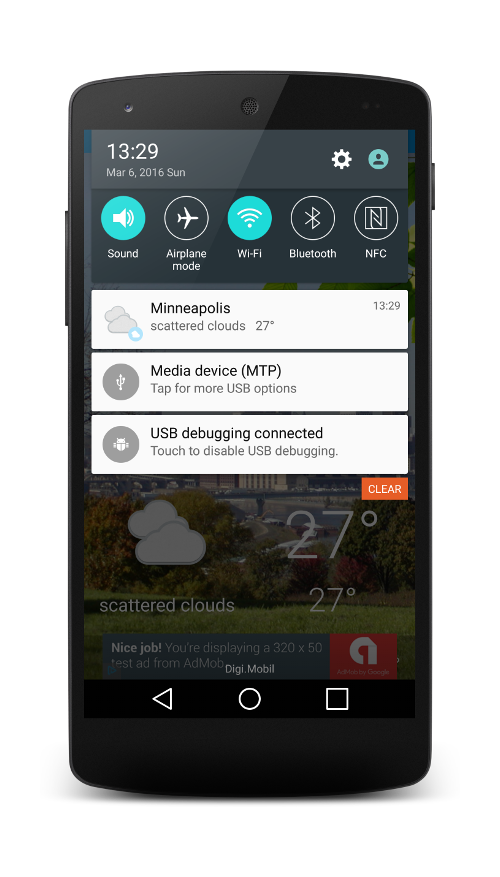 13:29
Mar 6, 2016 Sun
Sound
Airplane mode
Wi-Fi
Bluetooth
NFC
Minneapolis
13:29
scattered clouds 27°
Media device (MTP)
Tap for more USB options
USB debugging connected
Touch to disable USB debugging.
CLEAR
27°
scattered clouds
27°
Nice job! You're displaying a 320 x 50
test ad from AdMob
AdMob by Google
Digi.Mobil